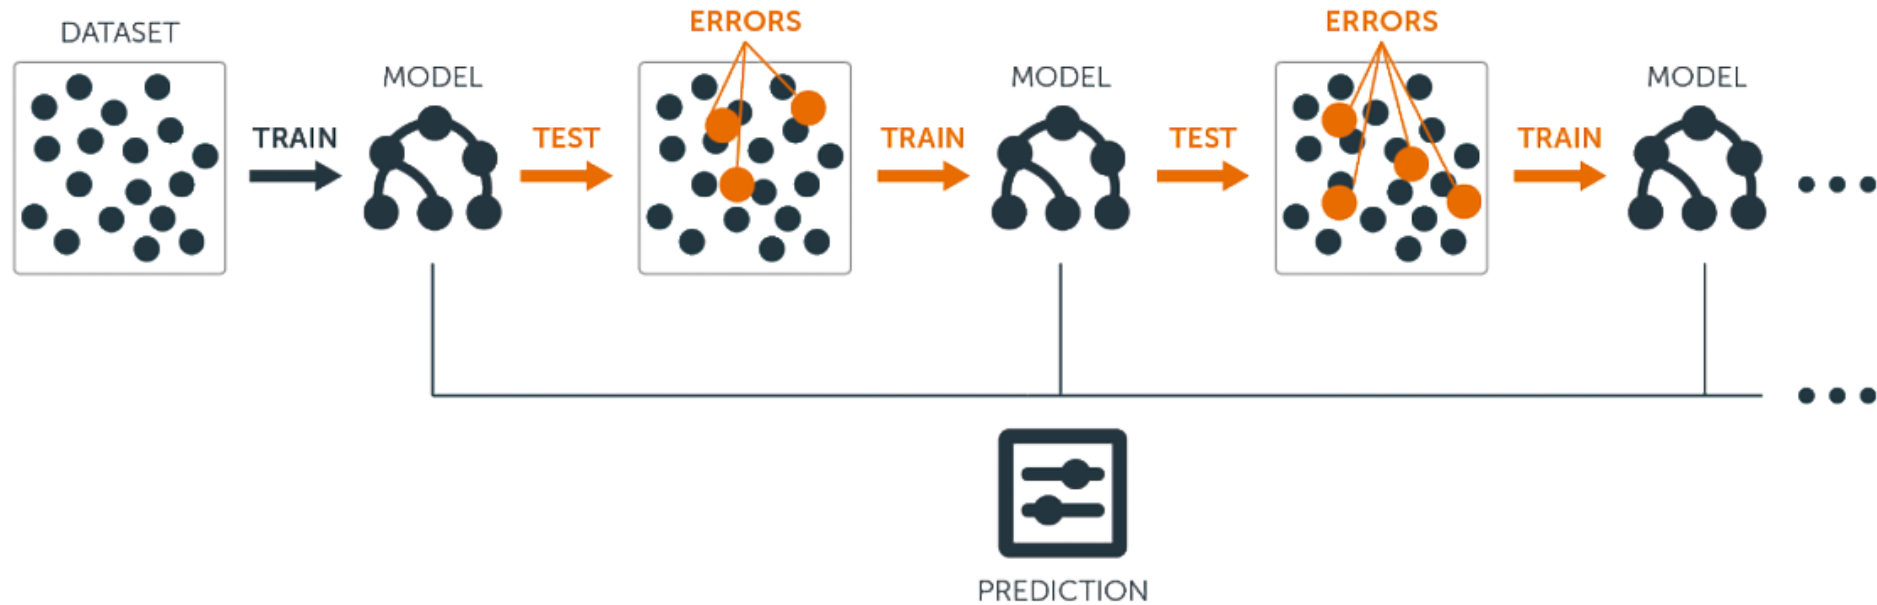 DATASET
TRAIN
MODEL
TEST
ERRORS
TRAIN
MODEL
TEST
ERRORS
TRAIN
MODEL
PREDICTION